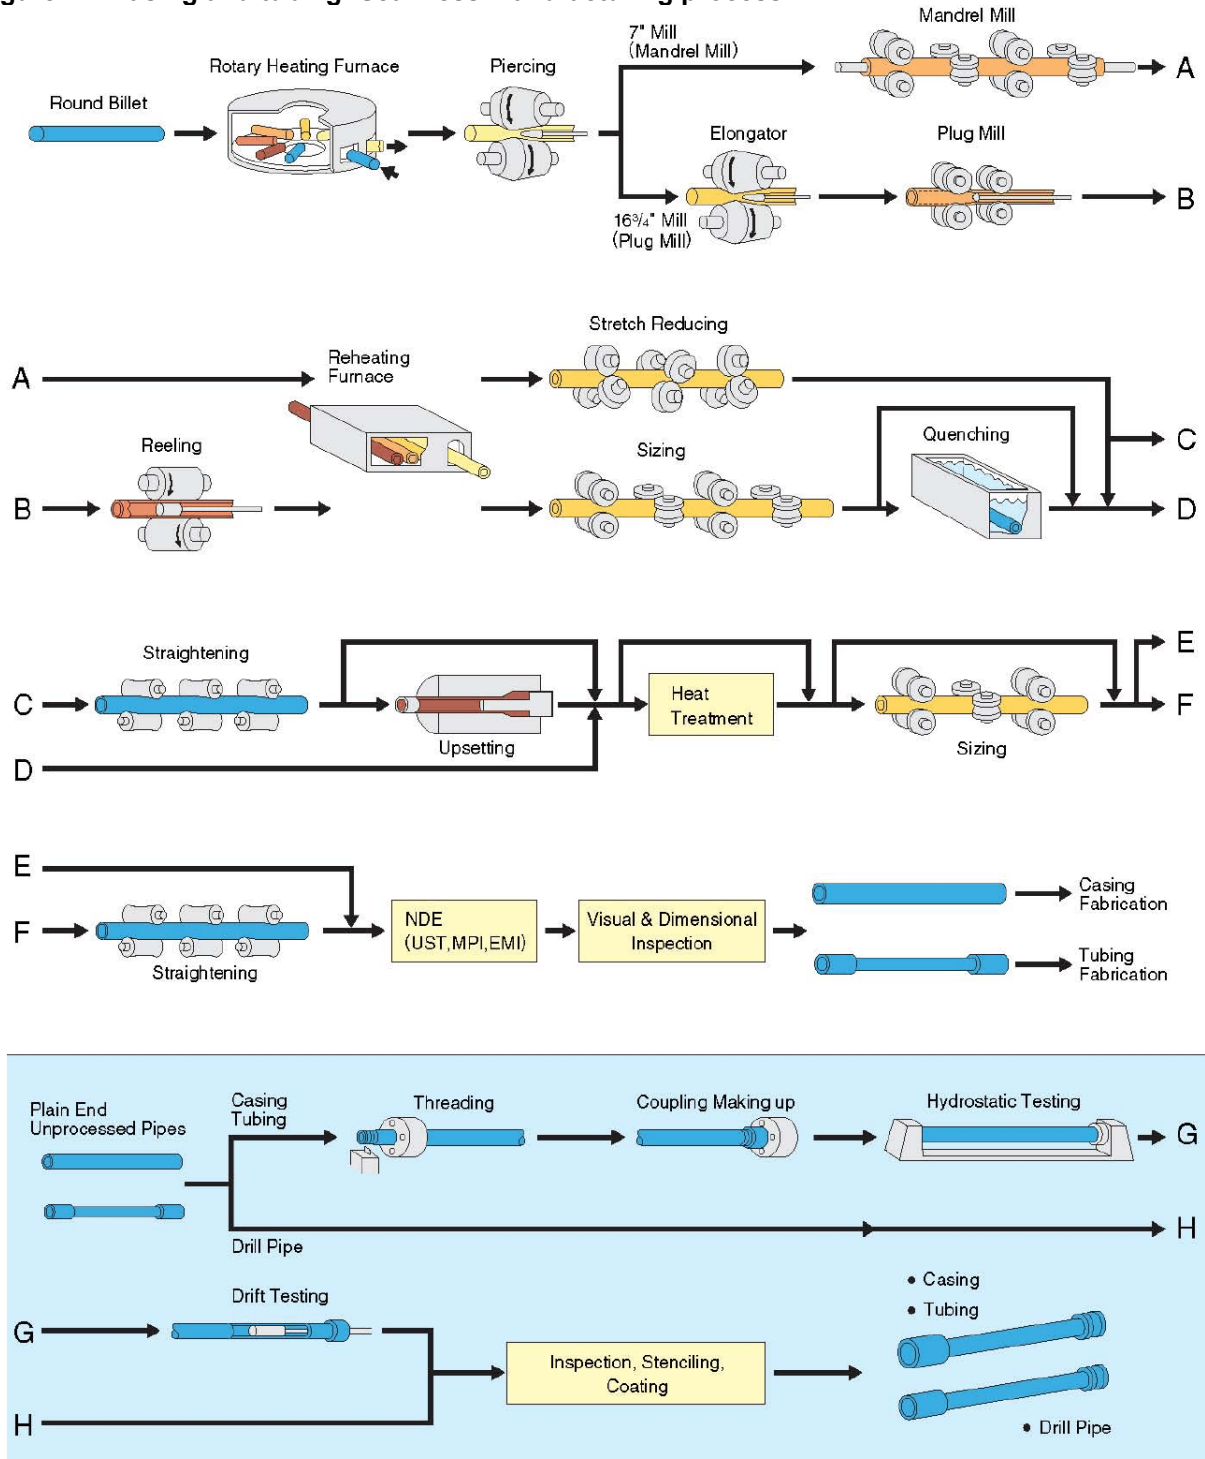 Mandrel Mill
7" Mill
(Mandrel Mill)
Rotary Heating Furnace
Piercing
A
Round Billet
Elongator
Plug Mill
B
16³/₄" Mill
(Plug Mill)
Stretch Reducing
Reheating
Furnace
A
Reeling
Sizing
Quenching
C
B
D
Straightening
E
C
Heat
Treatment
F
Upsetting
Sizing
D
E
Casing
Fabrication
F
NDE
(UST,MPI,EMI)
Visual & Dimensional
Inspection
Straightening
Tubing
Fabrication
Plain End
Unprocessed Pipes
Casing
Tubing
Threading
Coupling Making up
Hydrostatic Testing
G
H
Drill Pipe
Drift Testing
• Casing
• Tubing
G
Inspection, Stenciling,
Coating
H
• Drill Pipe